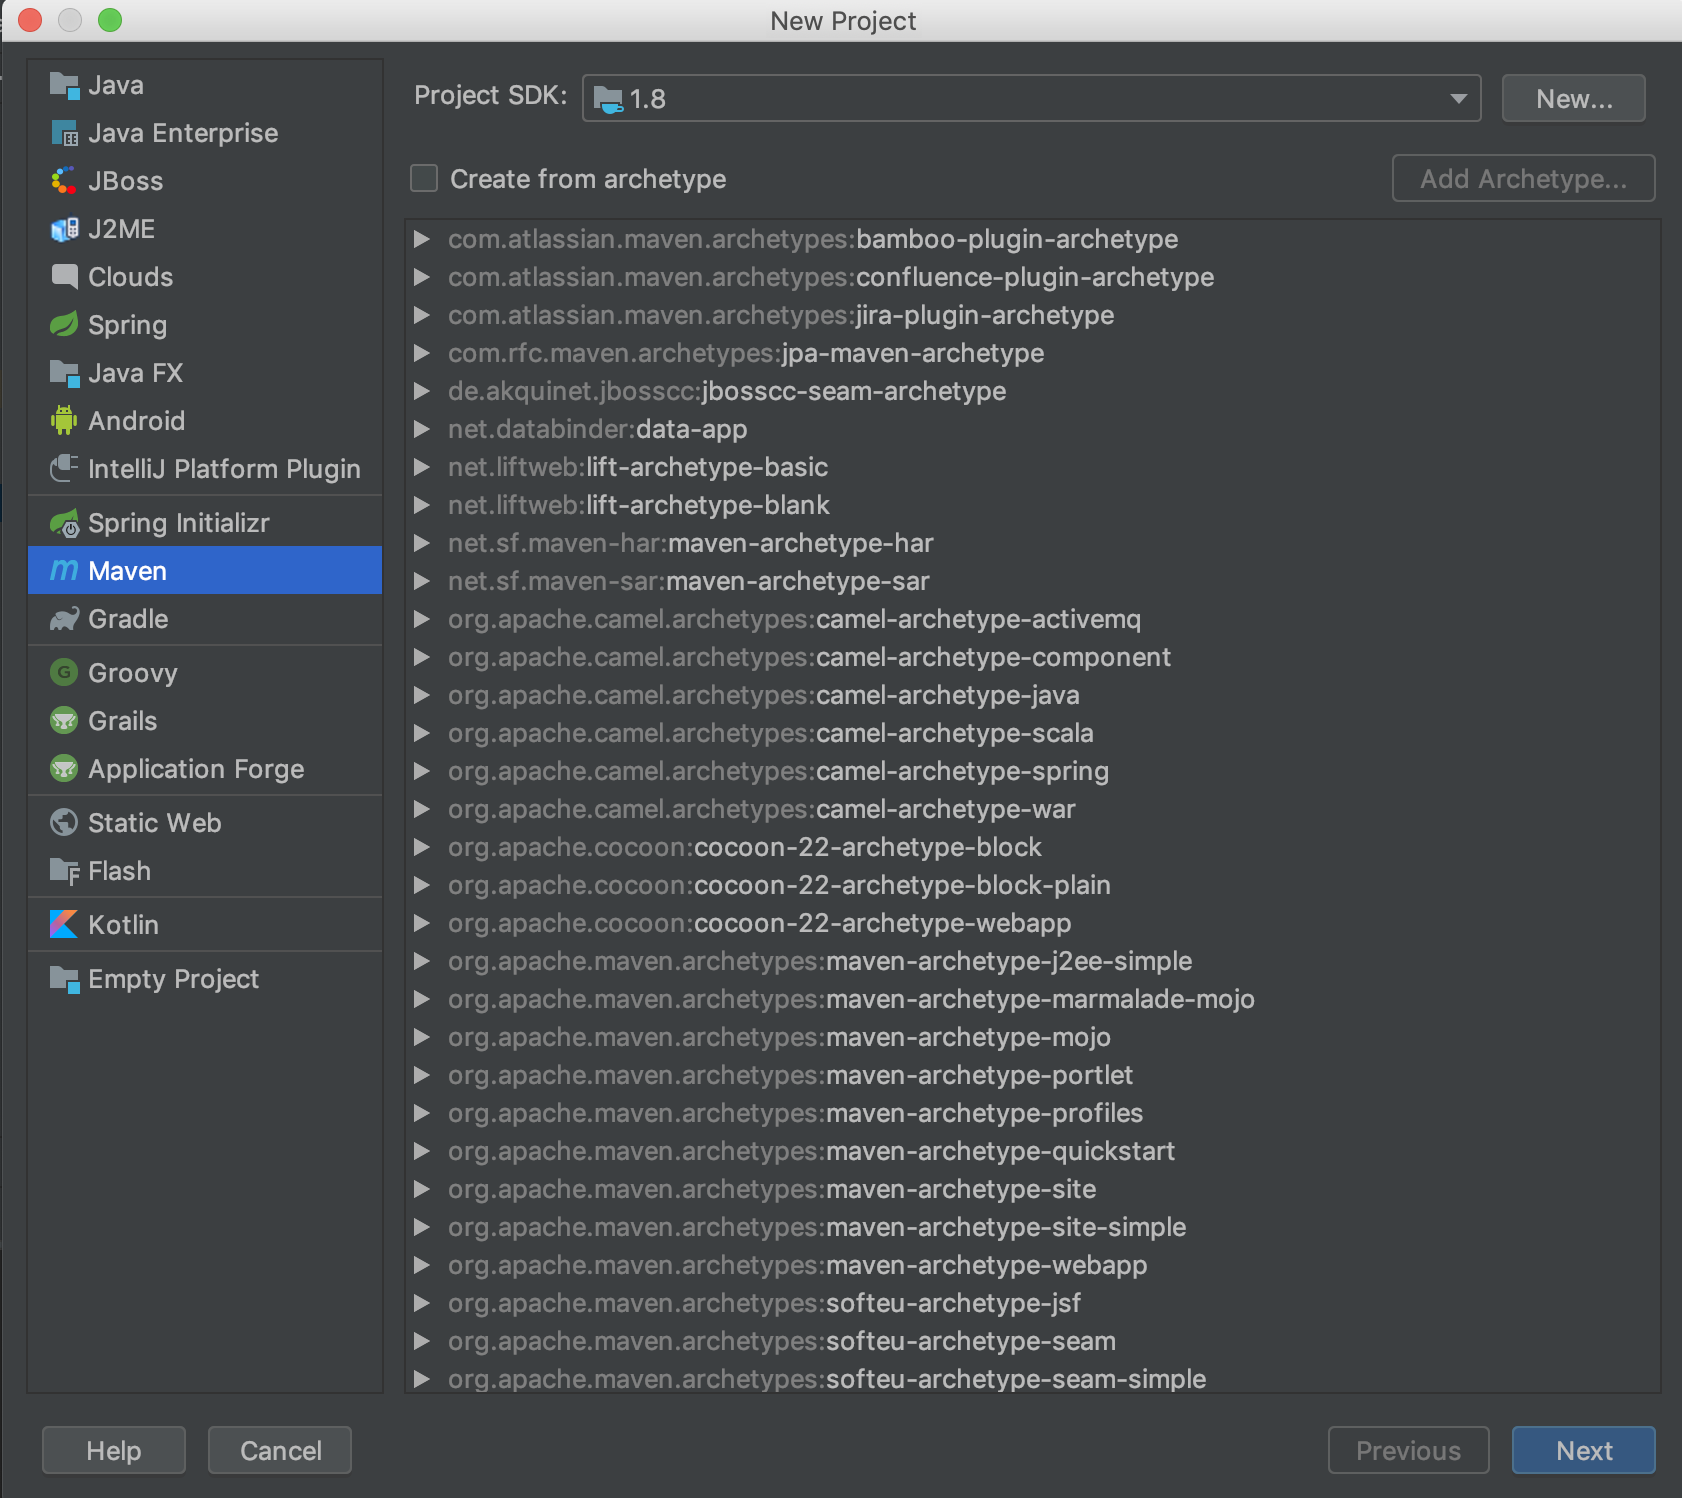 New Project
Java
Java Enterprise
JBoss
J2ME
Clouds
Spring
Java FX
Android
IntelliJ Platform Plugin
Spring Initializr
m Maven
Gradle
G Groovy
Grails
Application Forge
Static Web
Flash
Kotlin
Empty Project
Project SDK: 1.8 New...
Create from archetype Add Archetype...
com.atlassian.maven.archetypes:bamboo-plugin-archetype
com.atlassian.maven.archetypes:confluence-plugin-archetype
com.atlassian.maven.archetypes:jira-plugin-archetype
com.rfc.maven.archetypes:jpa-maven-archetype
de.akquinet.jbosscc:jbosscc-seam-archetype
net.databinder:data-app
net.liftweb:lift-archetype-basic
net.liftweb:lift-archetype-blank
net.sf.maven-har:maven-archetype-har
net.sf.maven-sar:maven-archetype-sar
org.apache.camel.archetypes:camel-archetype-activemq
org.apache.camel.archetypes:camel-archetype-component
org.apache.camel.archetypes:camel-archetype-java
org.apache.camel.archetypes:camel-archetype-scala
org.apache.camel.archetypes:camel-archetype-spring
org.apache.camel.archetypes:camel-archetype-war
org.apache.cocoon:cocoon-22-archetype-block
org.apache.cocoon:cocoon-22-archetype-block-plain
org.apache.cocoon:cocoon-22-archetype-webapp
org.apache.maven.archetypes:maven-archetype-j2ee-simple
org.apache.maven.archetypes:maven-archetype-marmalade-mojo
org.apache.maven.archetypes:maven-archetype-mojo
org.apache.maven.archetypes:maven-archetype-portlet
org.apache.maven.archetypes:maven-archetype-profiles
org.apache.maven.archetypes:maven-archetype-quickstart
org.apache.maven.archetypes:maven-archetype-site
org.apache.maven.archetypes:maven-archetype-site-simple
org.apache.maven.archetypes:maven-archetype-webapp
org.apache.maven.archetypes:softeu-archetype-jsf
org.apache.maven.archetypes:softeu-archetype-seam
org.apache.maven.archetypes:softeu-archetype-seam-simple
Help Cancel Previous Next